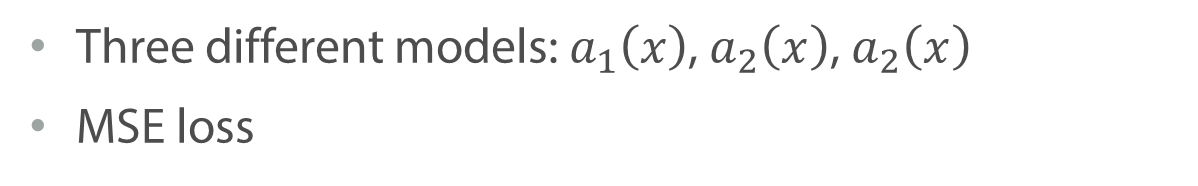 • Three different models: 𝑎₁(𝑥), 𝑎₂(𝑥), 𝑎₂(𝑥)
• MSE loss